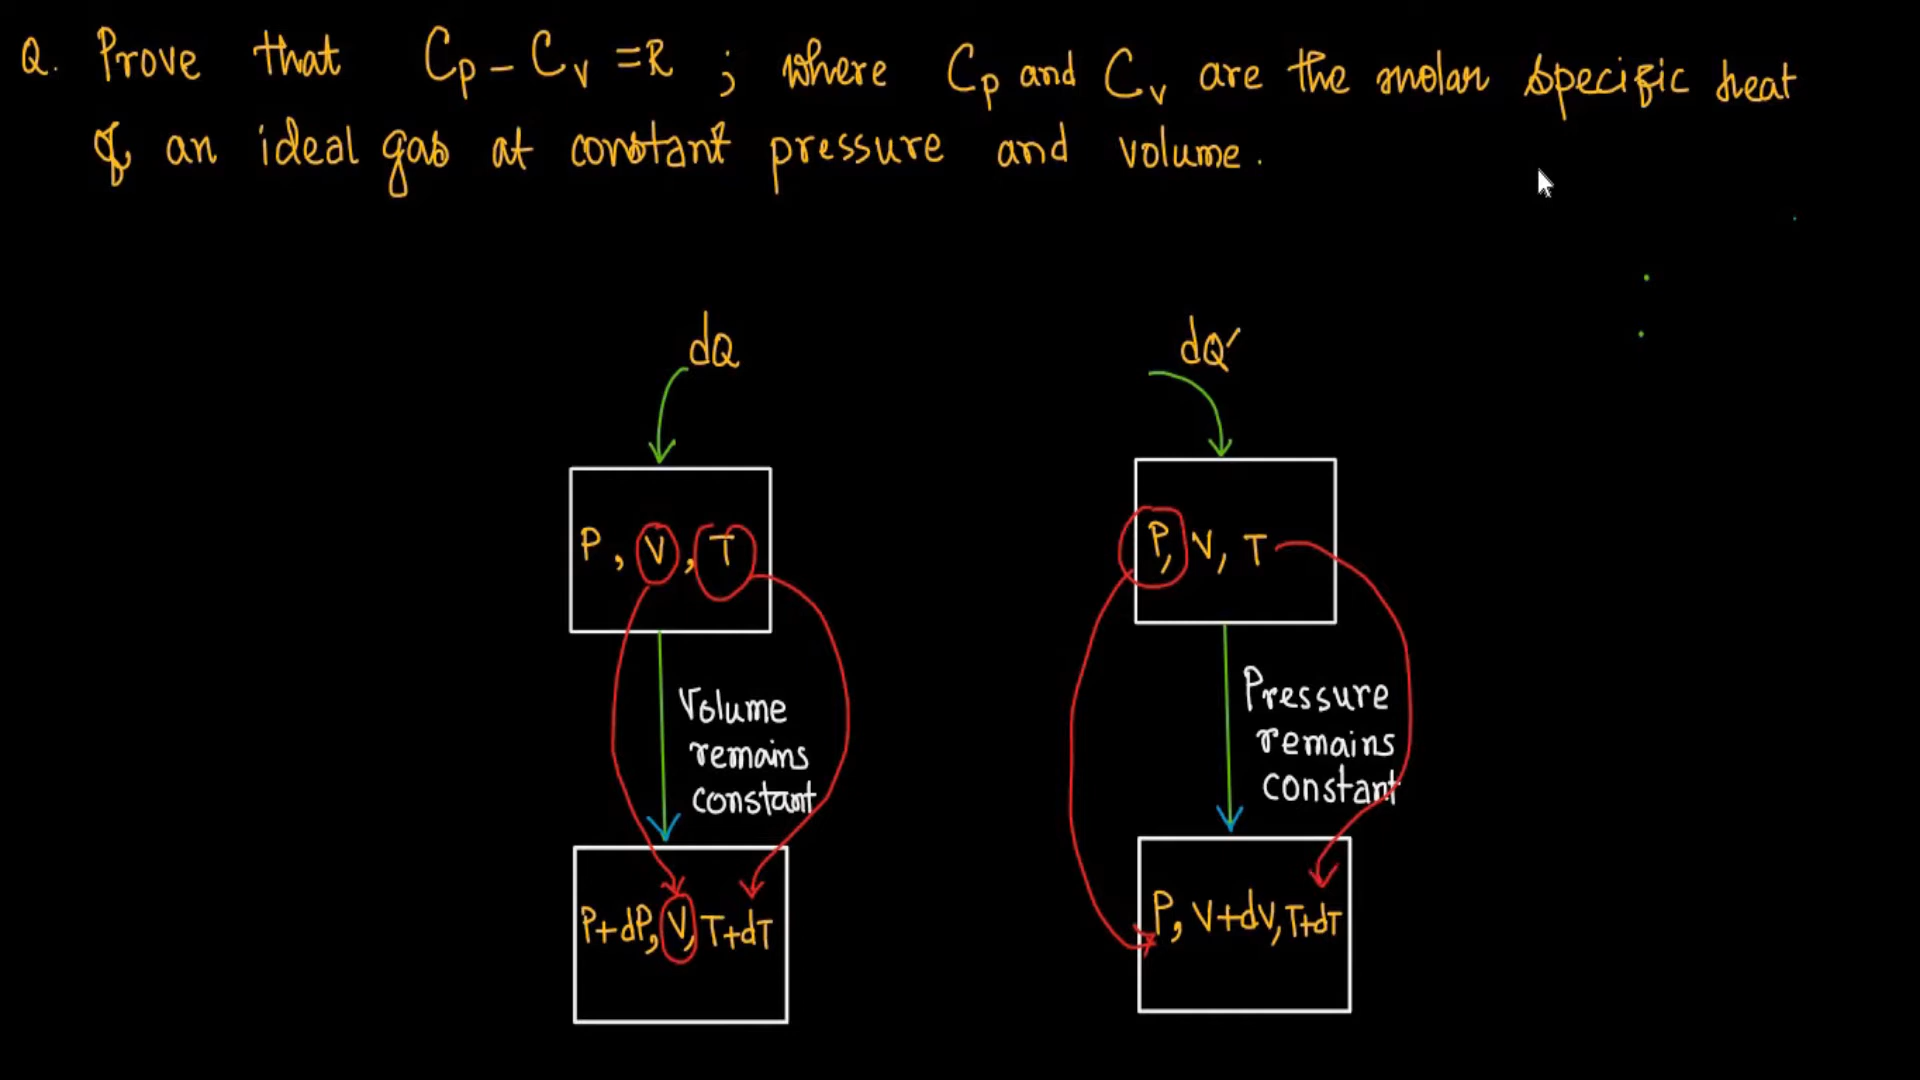 Q. Prove that Cp - Cv = R ; where Cp and Cv are the molar specific heat
of an ideal gas at constant pressure and volume.
dQ
dQ'
P, V, T
P, V, T
Volume
remains
constant
Pressure
remains
constant
P+dP, V, T+dT
P, V+dV, T+dT